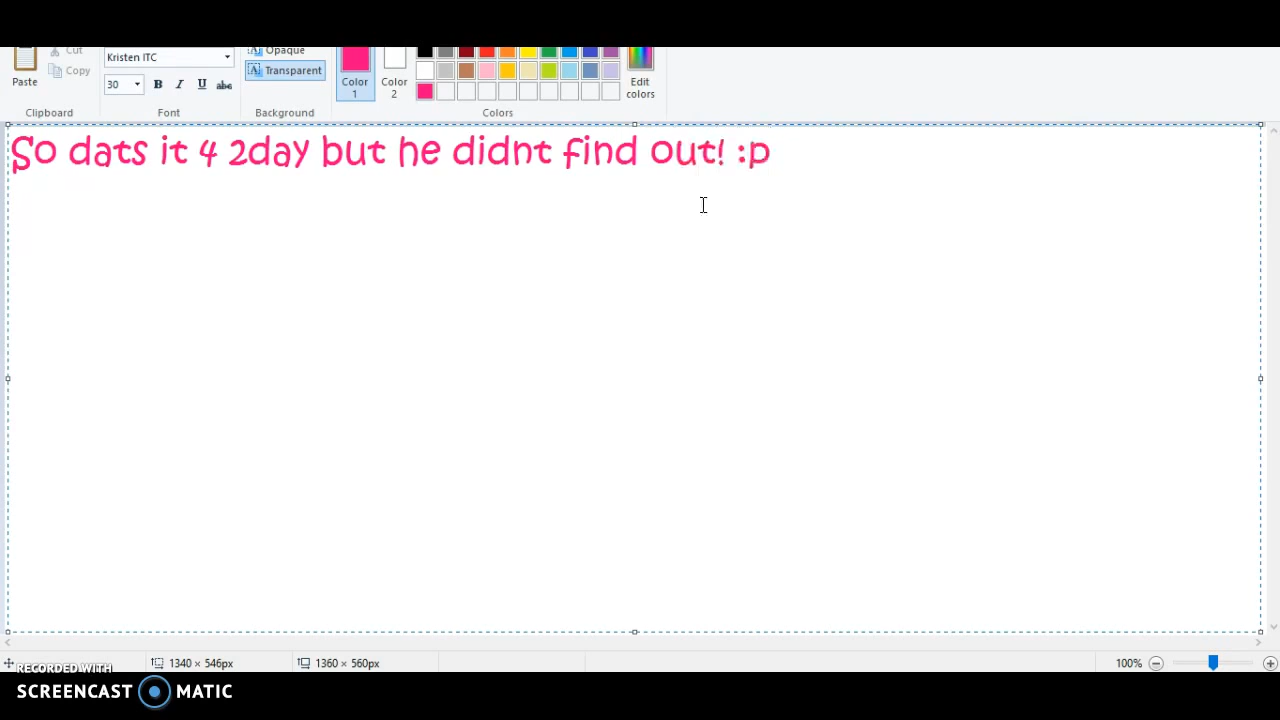 Cut
Kristen ITC
Opaque
Paste
Copy
30
B I U abc
A Transparent
Color 1
Color 2
Edit colors
Clipboard
Font
Background
Colors
So dats it 4 2day but he didnt find out! :p
1340 × 546px
1360 × 560px
100%
RECORDED WITH
SCREENCAST MATIC